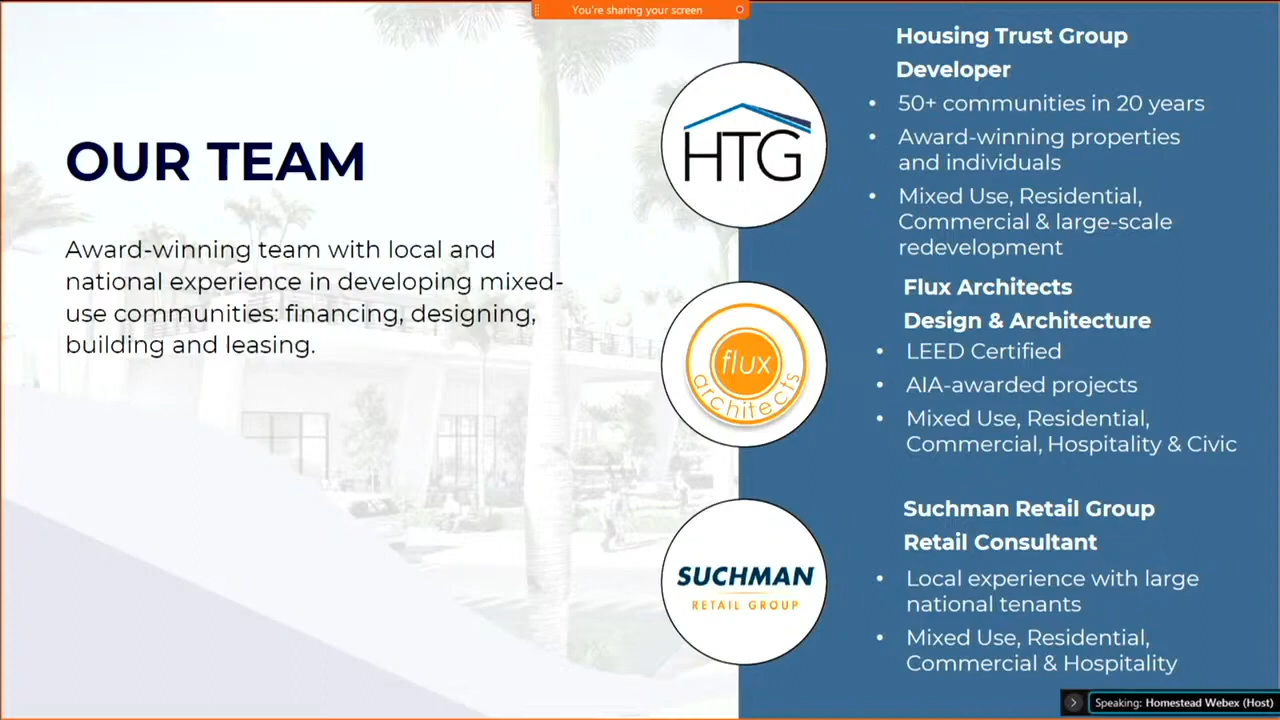 You're sharing your screen
OUR TEAM
Award-winning team with local and
national experience in developing mixed-
use communities: financing, designing,
building and leasing.
HTG
Housing Trust Group
Developer
• 50+ communities in 20 years
• Award-winning properties
and individuals
• Mixed Use, Residential,
Commercial & large-scale
redevelopment
flux
architects
Flux Architects
Design & Architecture
• LEED Certified
• AIA-awarded projects
• Mixed Use, Residential,
Commercial, Hospitality & Civic
SUCHMAN
RETAIL GROUP
Suchman Retail Group
Retail Consultant
• Local experience with large
national tenants
• Mixed Use, Residential,
Commercial & Hospitality
Speaking: Homestead Webex (Host)